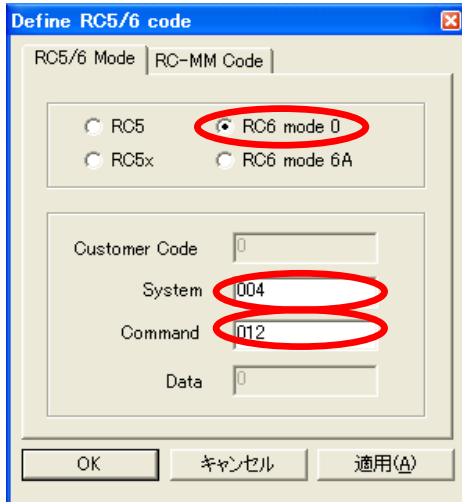 Define RC5/6 code
RC5/6 Mode RC-MM Code
RC5 RC6 mode 0
RC5x RC6 mode 6A
Customer Code 0
System 004
Command 012
Data 0
OK キャンセル 適用(A)